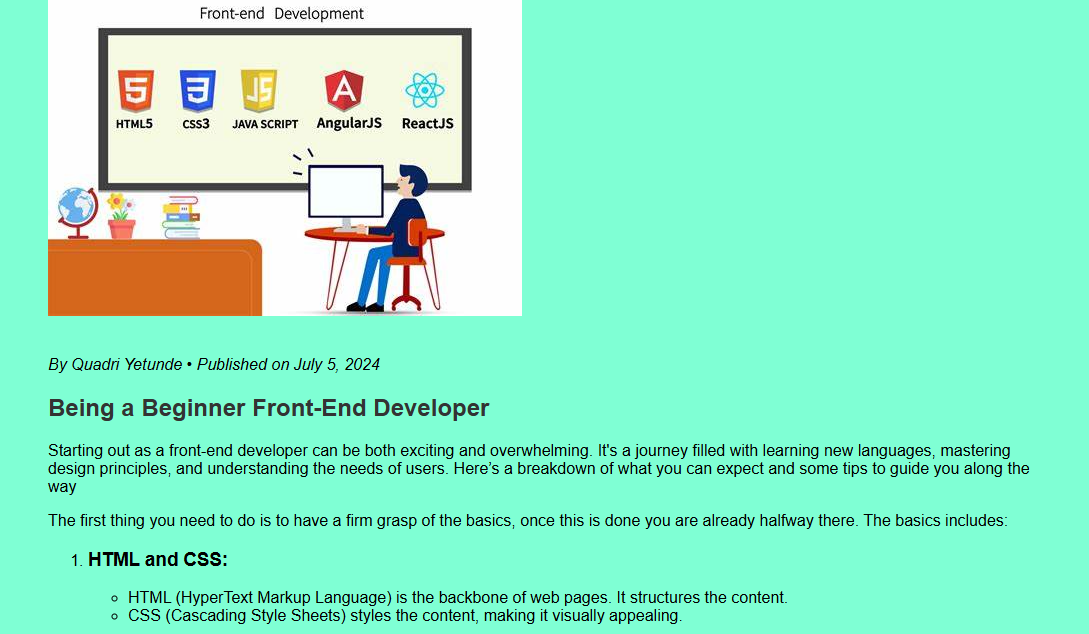 Front-end Development
5 3 JS A
HTML5 CSS3 JAVA SCRIPT AngularJS ReactJS
By Quadri Yetunde • Published on July 5, 2024
Being a Beginner Front-End Developer
Starting out as a front-end developer can be both exciting and overwhelming. It's a journey filled with learning new languages, mastering
design principles, and understanding the needs of users. Here’s a breakdown of what you can expect and some tips to guide you along the
way
The first thing you need to do is to have a firm grasp of the basics, once this is done you are already halfway there. The basics includes:
1. HTML and CSS:
◦ HTML (HyperText Markup Language) is the backbone of web pages. It structures the content.
◦ CSS (Cascading Style Sheets) styles the content, making it visually appealing.